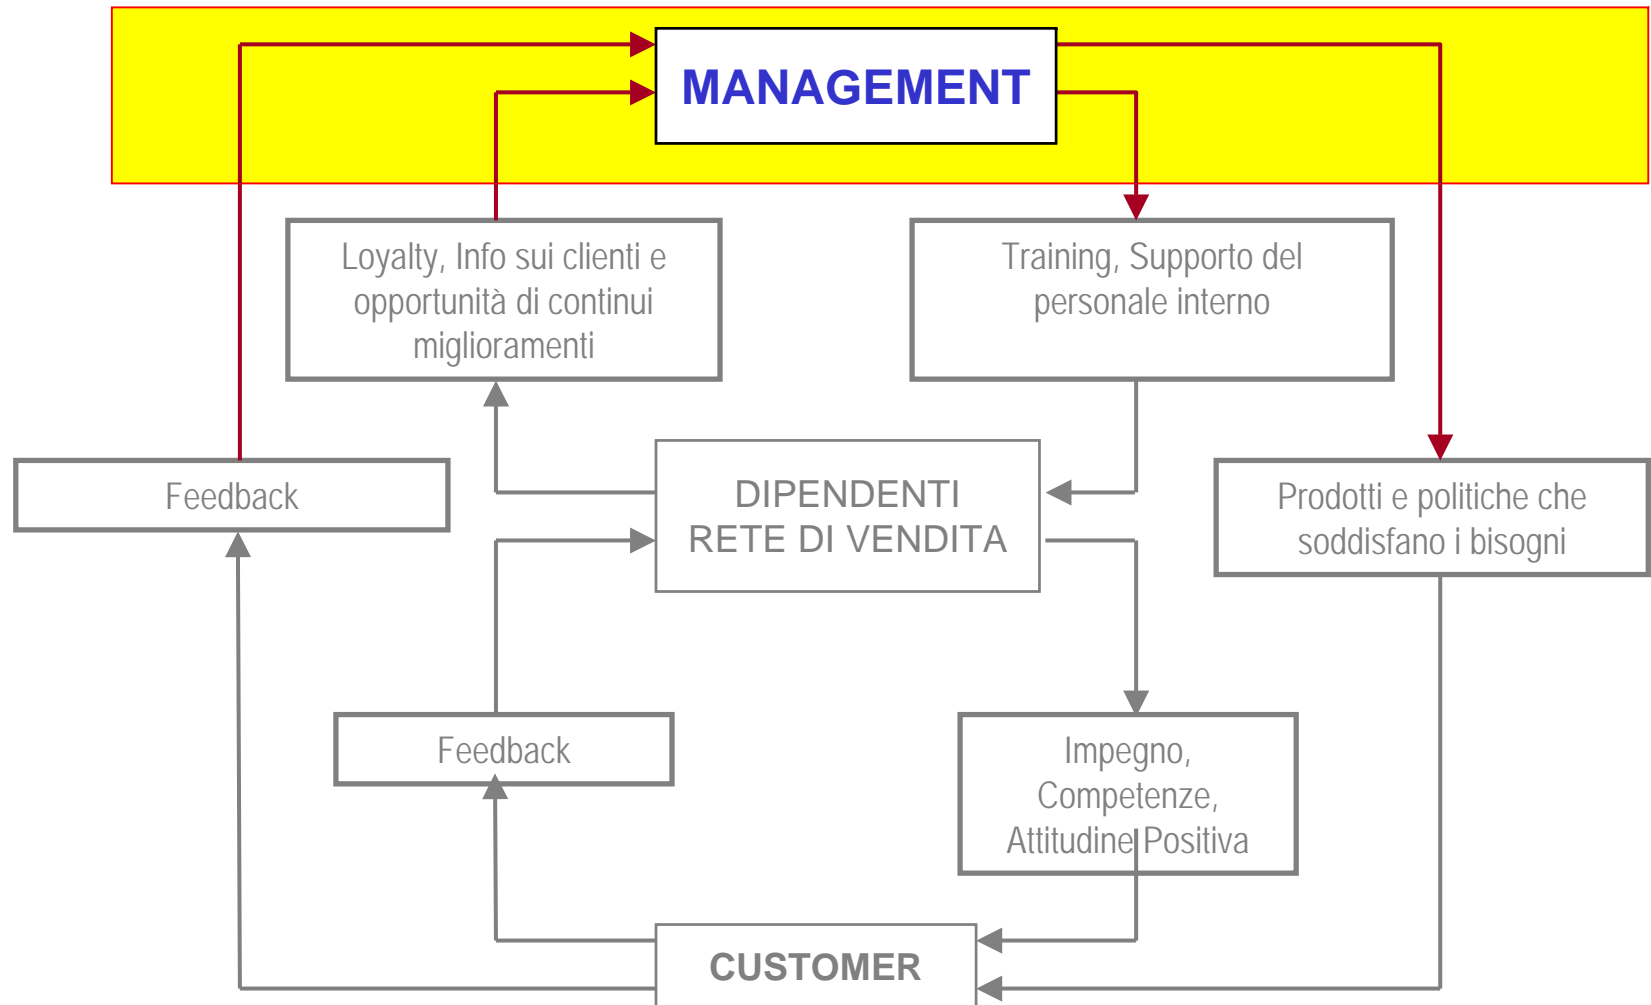 MANAGEMENT
Loyalty, Info sui clienti e
opportunità di continui
miglioramenti
Training, Supporto del
personale interno
Feedback
DIPENDENTI
RETE DI VENDITA
Prodotti e politiche che
soddisfano i bisogni
Feedback
Impegno,
Competenze,
Attitudine Positiva
CUSTOMER